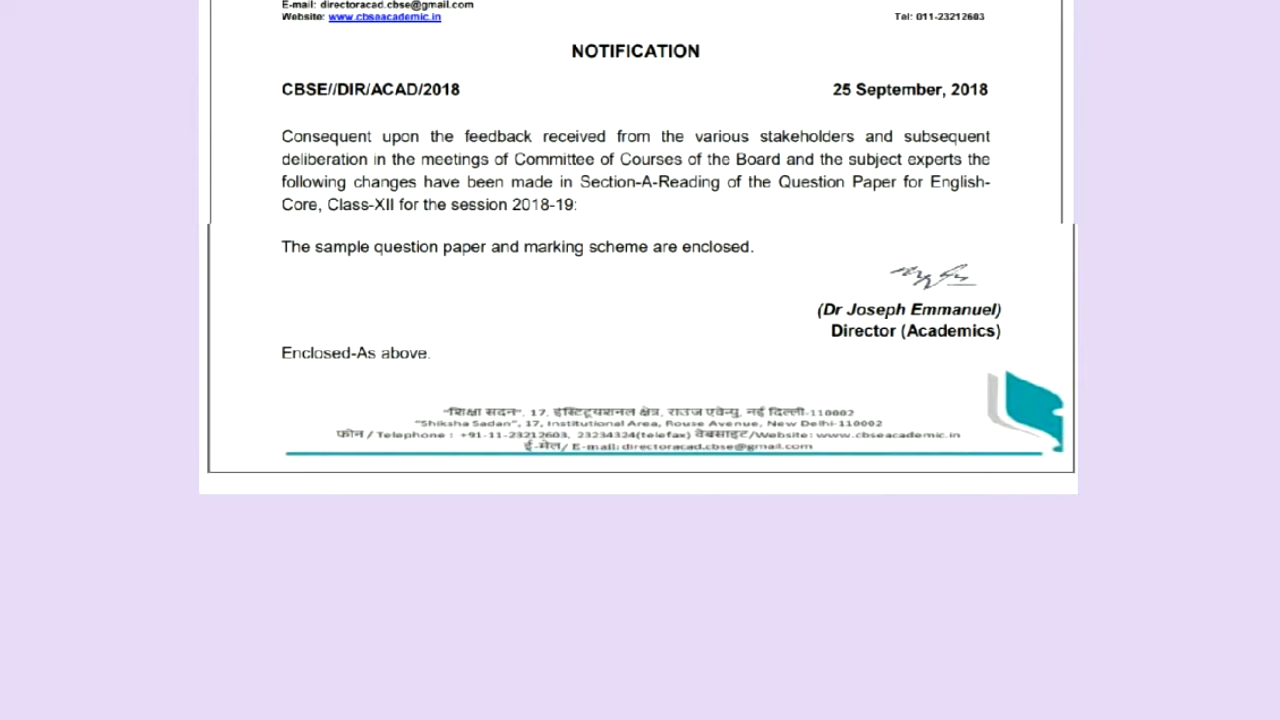 E-mail: directoracad.cbse@gmail.com
Website: www.cbseacademic.in Tel: 011-23212603
NOTIFICATION
CBSE//DIR/ACAD/2018 25 September, 2018
Consequent upon the feedback received from the various stakeholders and subsequent
deliberation in the meetings of Committee of Courses of the Board and the subject experts the
following changes have been made in Section-A-Reading of the Question Paper for English-
Core, Class-XII for the session 2018-19:
The sample question paper and marking scheme are enclosed.
(Dr Joseph Emmanuel)
Director (Academics)
Enclosed-As above.
"शिक्षा सदन", 17, इंस्टिटूयशनल क्षेत्र, राउज एवेन्यु, नई दिल्ली-110002
"Shiksha Sadan", 17, Institutional Area, Rouse Avenue, New Delhi-110002
फ़ोन / Telephone : +91-11-23212603, 23234324(telefax) वेबसाइट/Website: www.cbseacademic.in
ई-मेल/ E-mail: directoracad.cbse@gmail.com